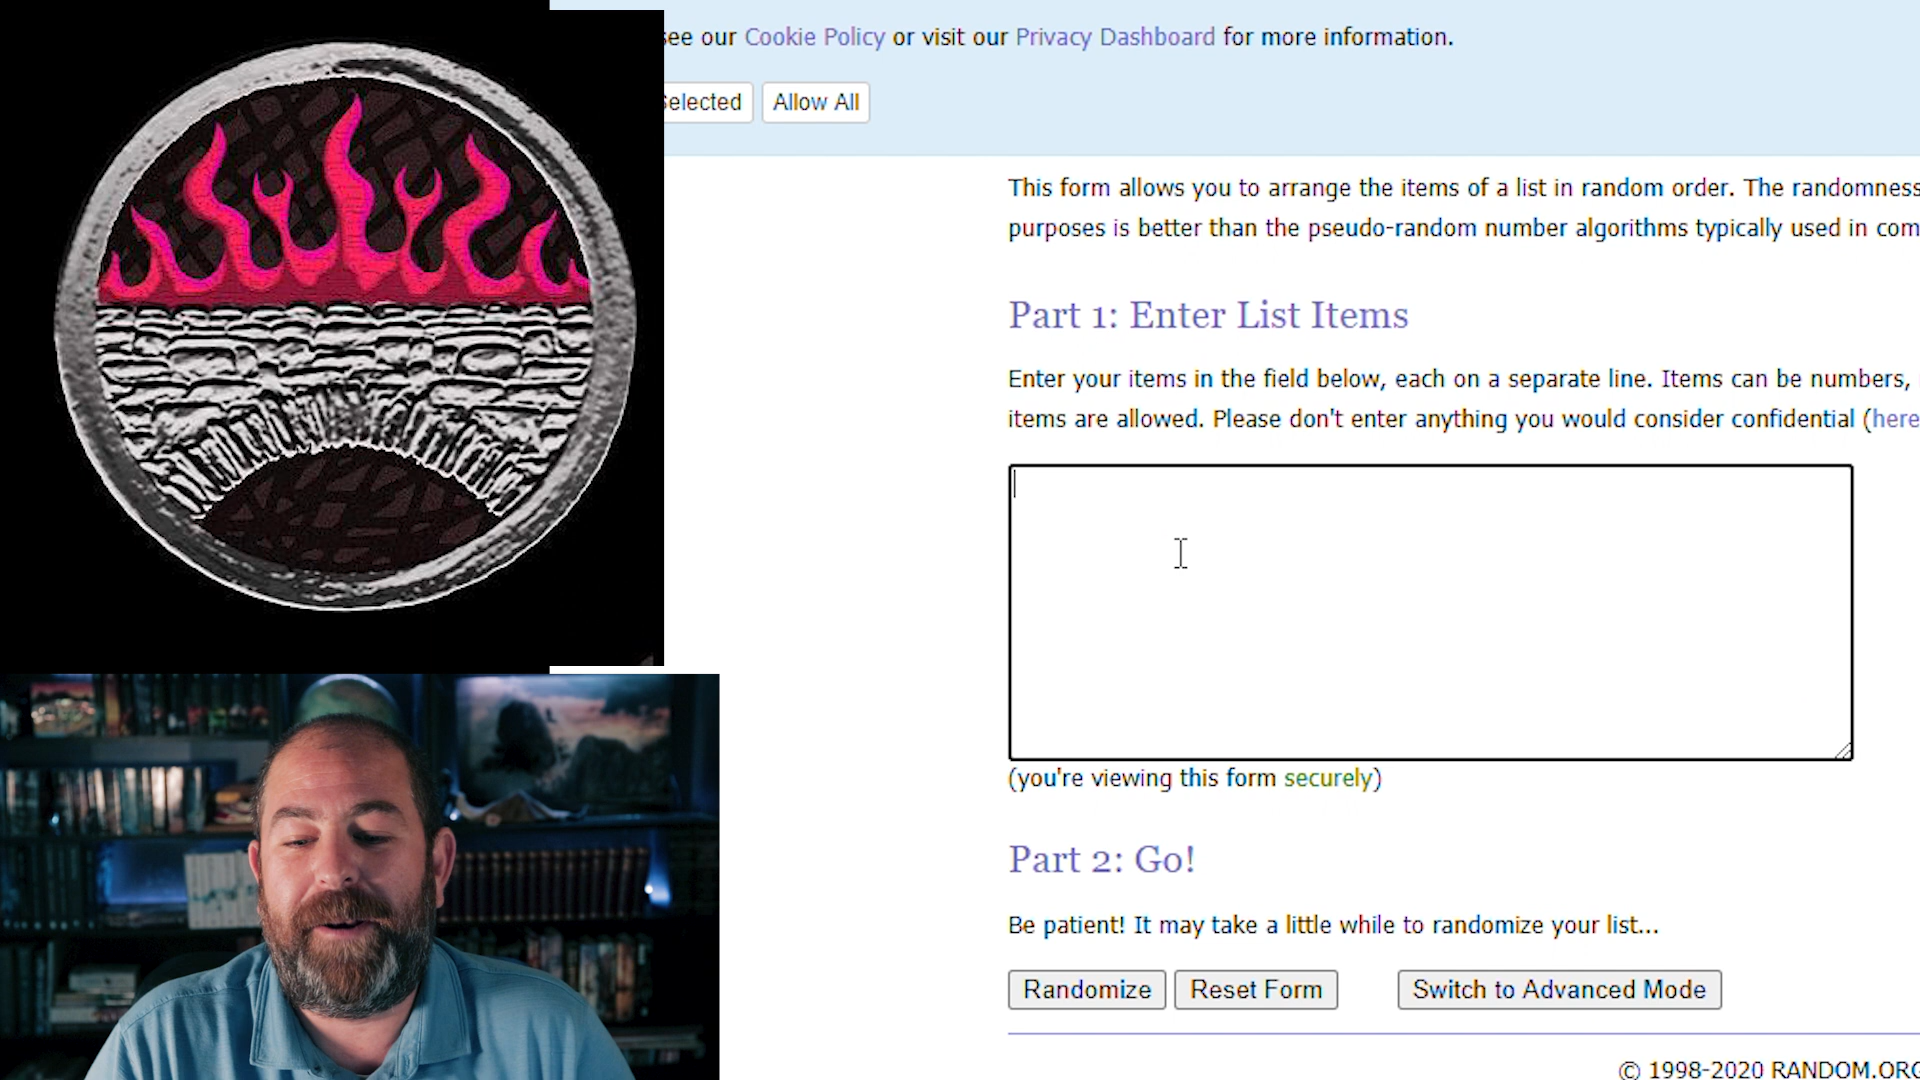 see our Cookie Policy or visit our Privacy Dashboard for more information.
Selected
Allow All
This form allows you to arrange the items of a list in random order. The randomness
purposes is better than the pseudo-random number algorithms typically used in com
Part 1: Enter List Items
Enter your items in the field below, each on a separate line. Items can be numbers,
items are allowed. Please don't enter anything you would consider confidential (here
(you're viewing this form securely)
Part 2: Go!
Be patient! It may take a little while to randomize your list...
Randomize
Reset Form
Switch to Advanced Mode
© 1998-2020 RANDOM.ORG